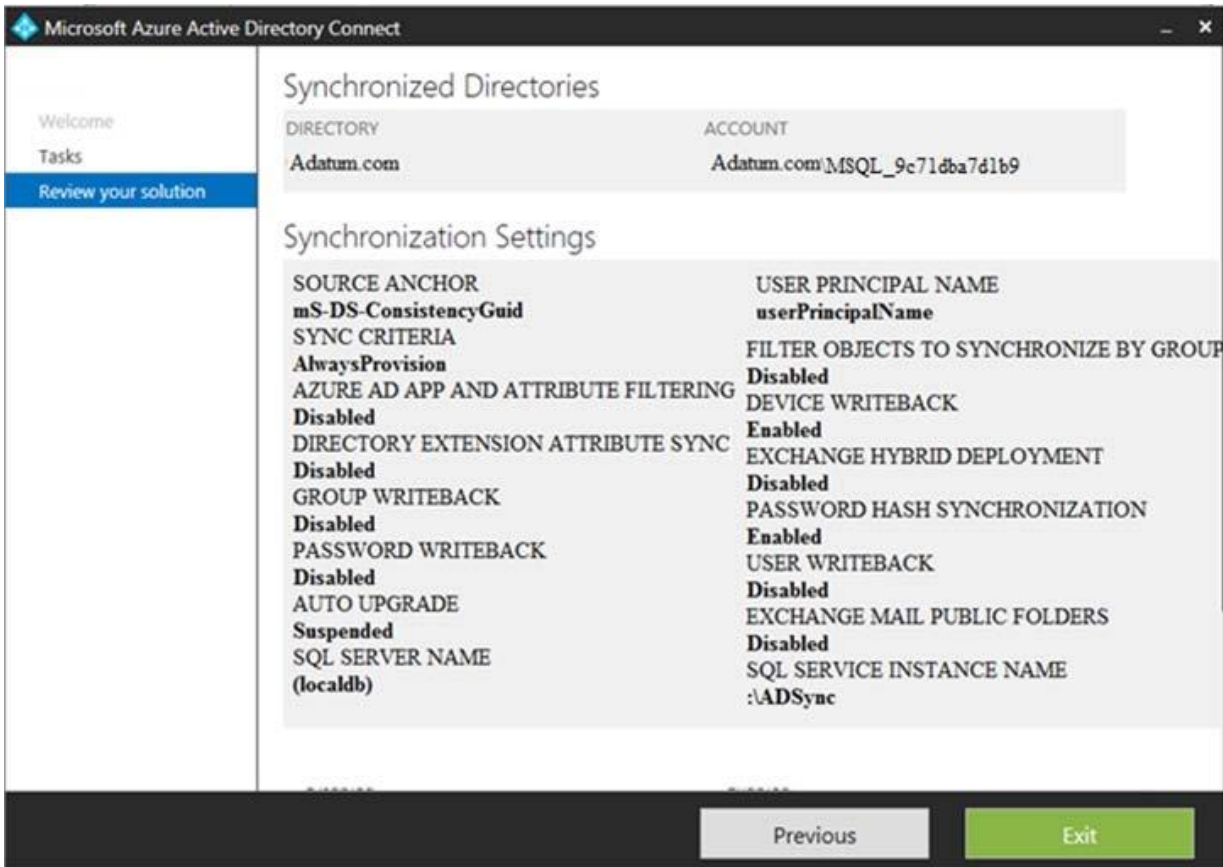 Microsoft Azure Active Directory Connect
Welcome
Tasks
Review your solution
Synchronized Directories
DIRECTORY
ACCOUNT
Adatum.com
Adatum.com\MSQL_9c71dba7d1b9
Synchronization Settings
SOURCE ANCHOR
mS-DS-ConsistencyGuid
SYNC CRITERIA
AlwaysProvision
AZURE AD APP AND ATTRIBUTE FILTERING
Disabled
DIRECTORY EXTENSION ATTRIBUTE SYNC
Disabled
GROUP WRITEBACK
Disabled
PASSWORD WRITEBACK
Disabled
AUTO UPGRADE
Suspended
SQL SERVER NAME
(localdb)
USER PRINCIPAL NAME
userPrincipalName
FILTER OBJECTS TO SYNCHRONIZE BY GROUP
Disabled
DEVICE WRITEBACK
Enabled
EXCHANGE HYBRID DEPLOYMENT
Disabled
PASSWORD HASH SYNCHRONIZATION
Enabled
USER WRITEBACK
Disabled
EXCHANGE MAIL PUBLIC FOLDERS
Disabled
SQL SERVICE INSTANCE NAME
:\ADSync
Previous
Exit